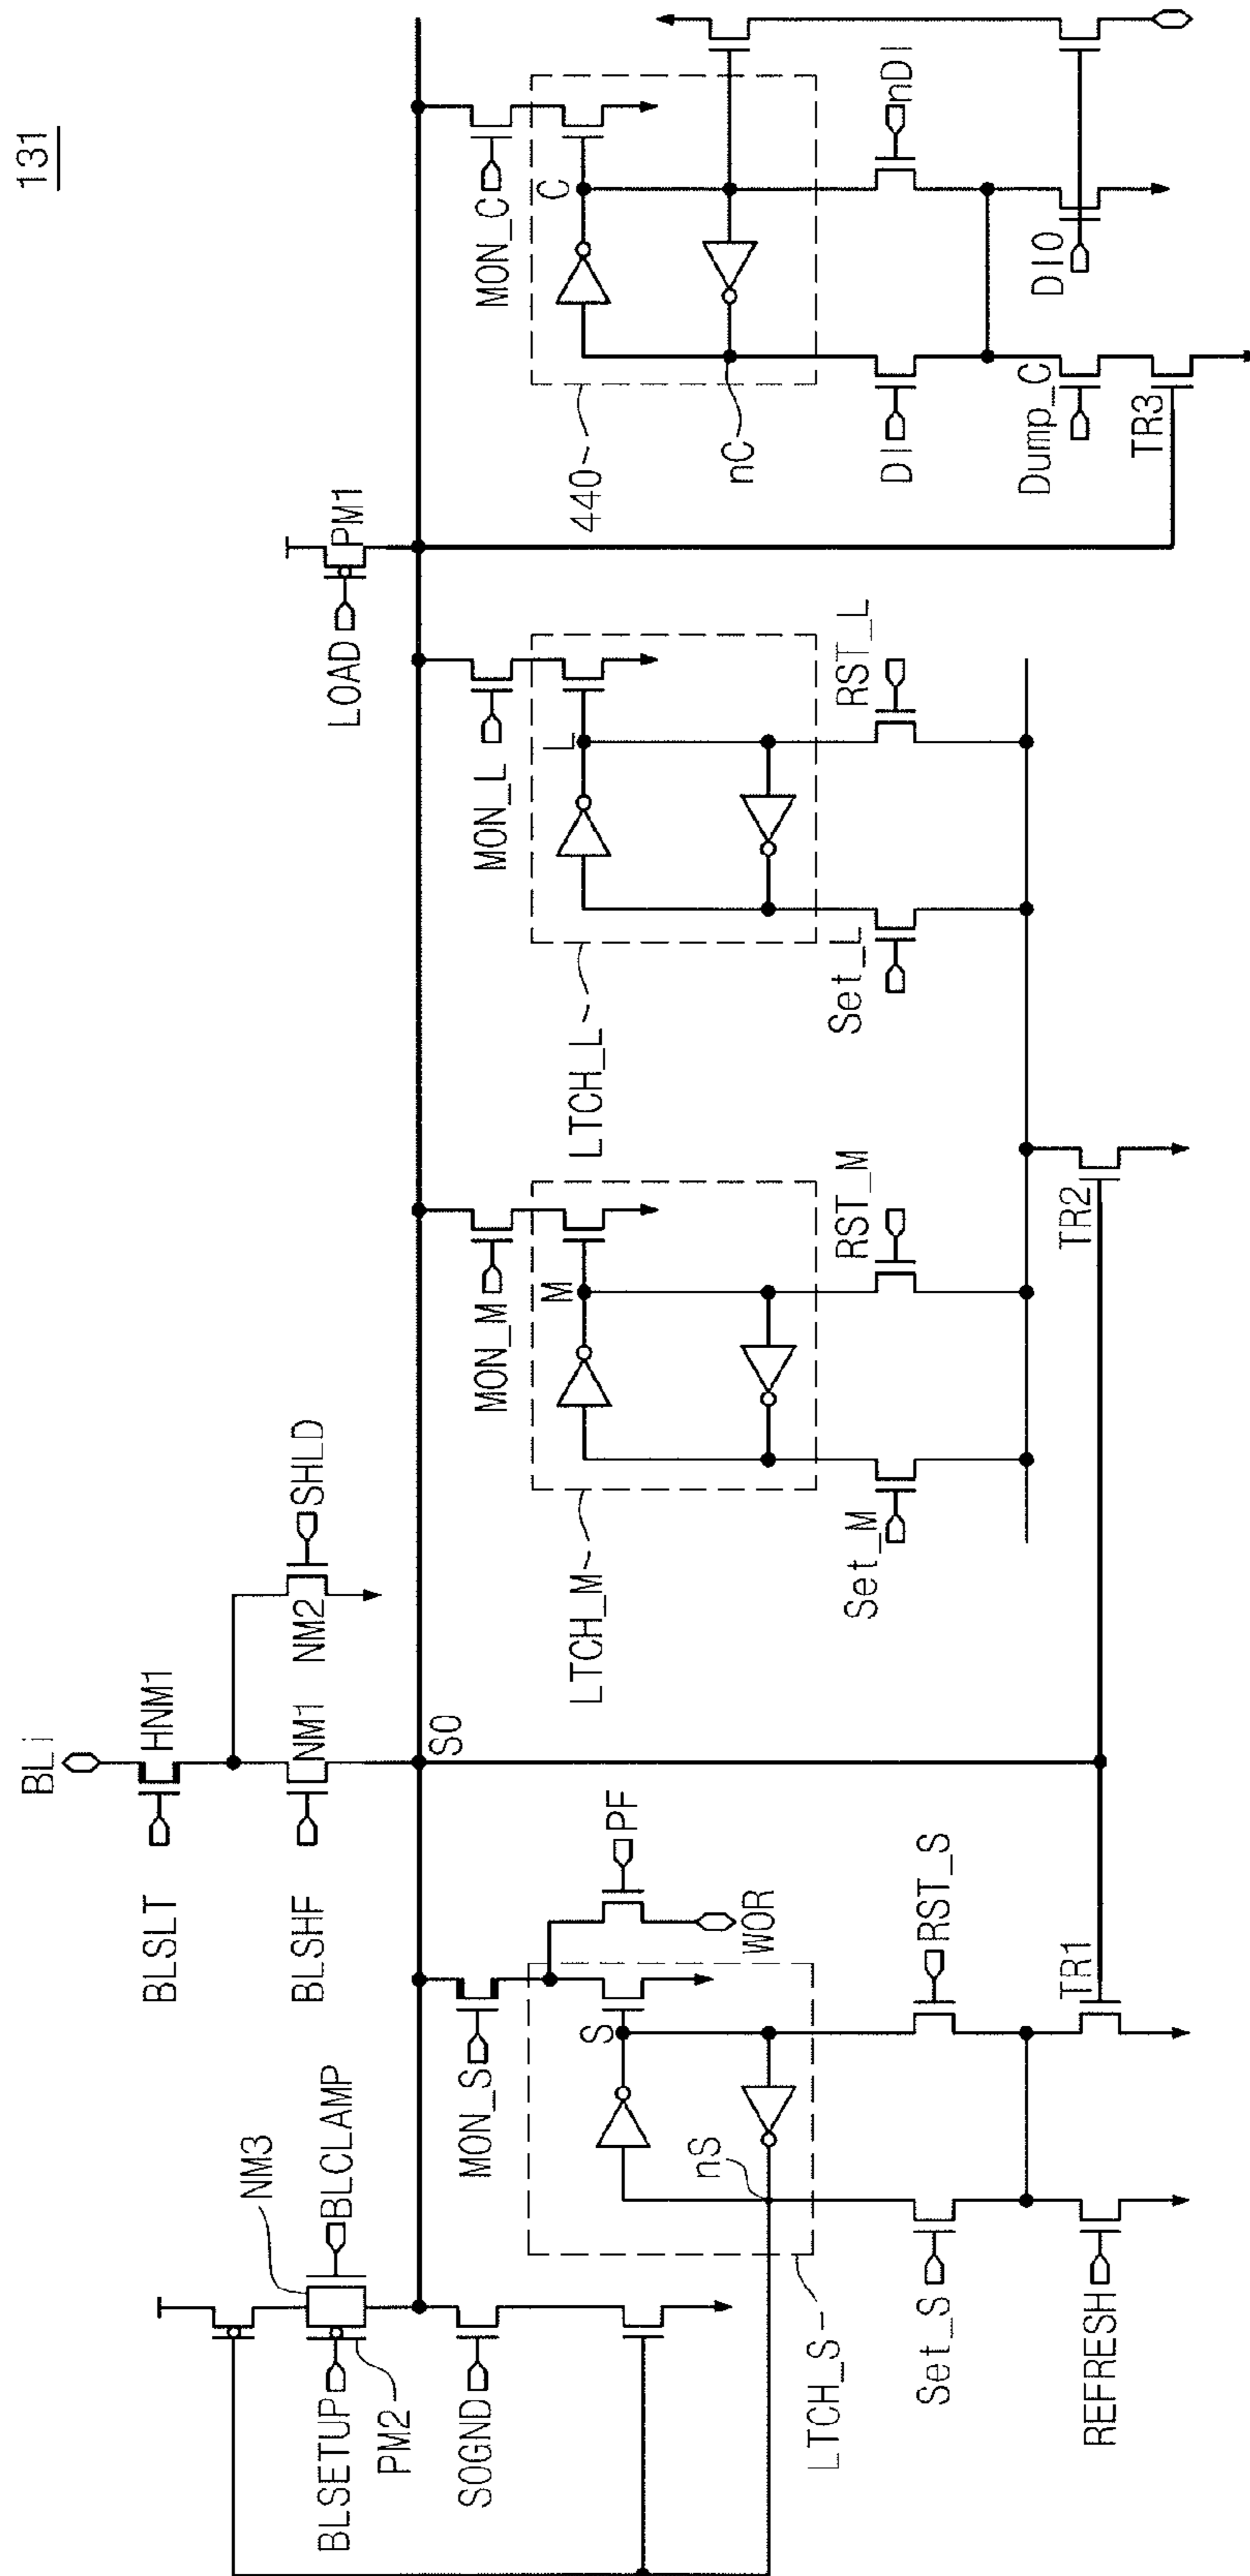 131
BLi
BLSLT
HNM1
BLSHF
NM1
NM2
SHLD
SO
NM3
BLCLAMP
BLSETUP
PM2
SOGND
MON_S
S
PF
WOR
nS
LTCH_S
Set_S
RST_S
REFRESH
TR1
MON_M
M
LTCH_M
Set_M
RST_M
TR2
LOAD
PM1
MON_L
L
LTCH_L
Set_L
RST_L
MON_C
C
440
nC
DI
nDI
Dump_C
DIO
TR3